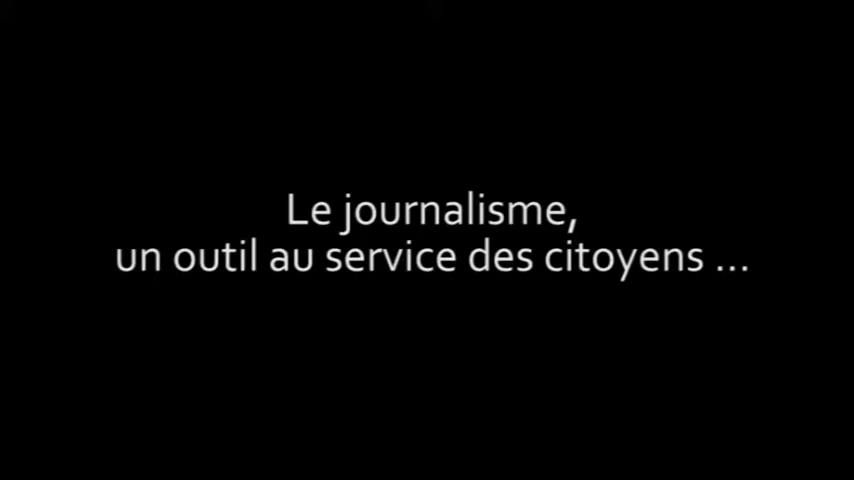 Le journalisme,
un outil au service des citoyens ...